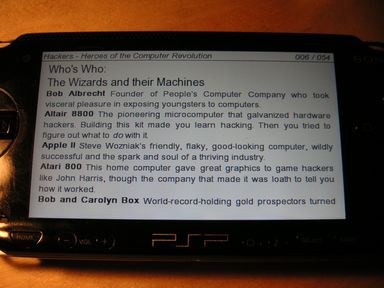 Hackers - Heroes of the Computer Revolution 006 / 054
Who's Who:
The Wizards and their Machines
Bob Albrecht Founder of People's Computer Company who took
visceral pleasure in exposing youngsters to computers.
Altair 8800 The pioneering microcomputer that galvanized hardware
hackers. Building this kit made you learn hacking. Then you tried to
figure out what to do with it.
Apple II Steve Wozniak's friendly, flaky, good-looking computer, wildly
successful and the spark and soul of a thriving industry.
Atari 800 This home computer gave great graphics to game hackers
like John Harris, though the company that made it was loath to tell you
how it worked.
Bob and Carolyn Box World-record-holding gold prospectors turned
HOME - VOL + PSP SELECT